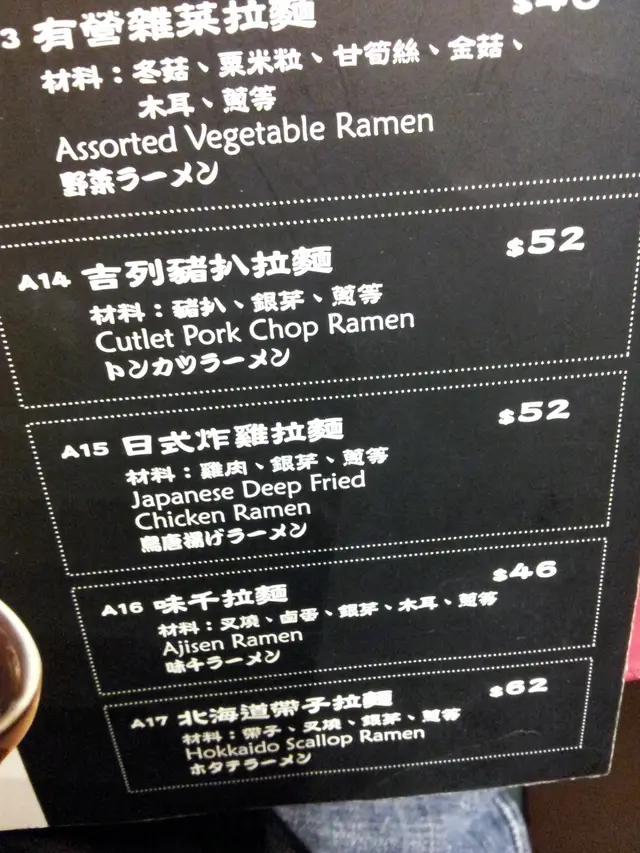 3 有營雜菜拉麵
材料：冬菇、粟米粒、甘筍絲、金菇、
木耳、蔥等
Assorted Vegetable Ramen
野菜ラーメン
A14 吉列豬扒拉麵 $52
材料：豬扒、銀芽、蔥等
Cutlet Pork Chop Ramen
トンカツラーメン
A15 日式炸雞拉麵 $52
材料：雞肉、銀芽、蔥等
Japanese Deep Fried
Chicken Ramen
鳥唐揚げラーメン
A16 味千拉麵 $46
材料：叉燒、鹵蛋、銀芽、木耳、蔥等
Ajisen Ramen
味千ラーメン
A17 北海道帶子拉麵 $62
材料：帶子、叉燒、銀芽、蔥等
Hokkaido Scallop Ramen
ホタテラーメン